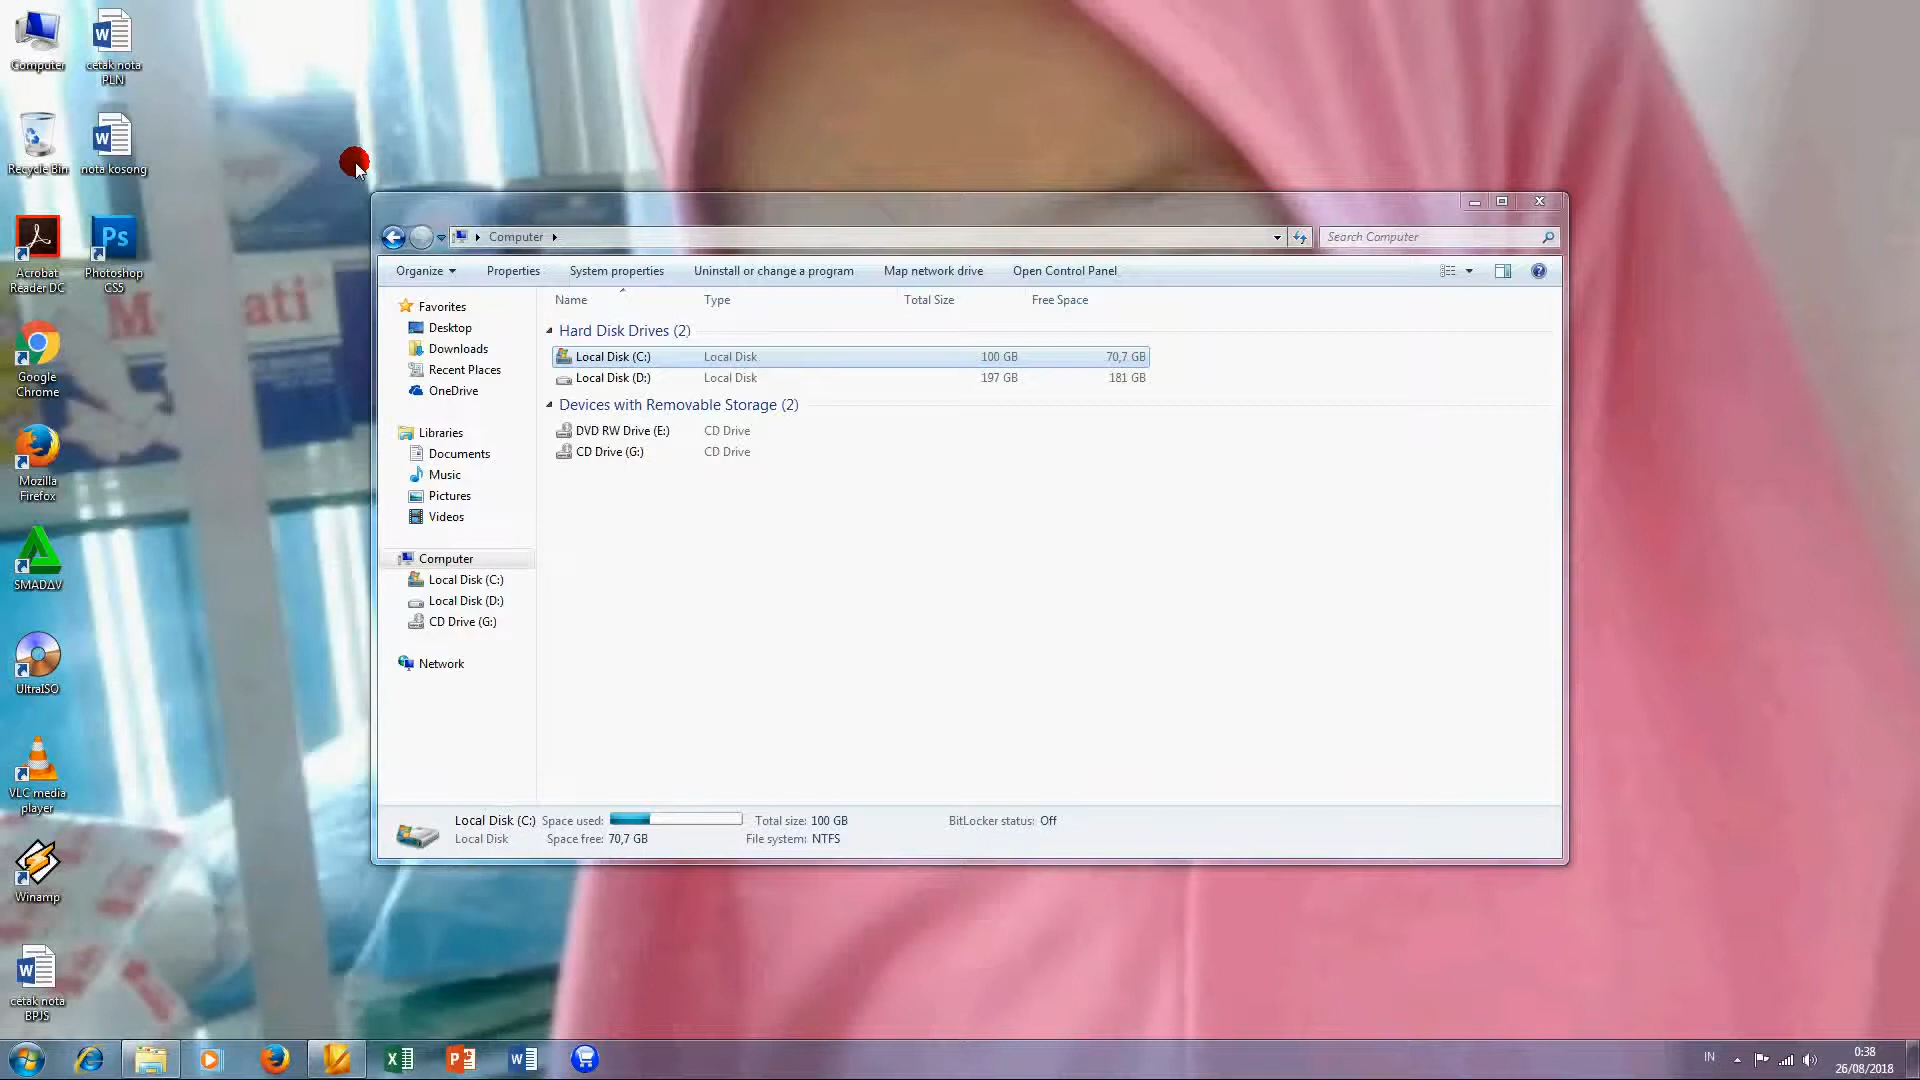 Computer
cetak nota
PLN
Recycle Bin
nota kosong
Acrobat
Reader DC
Ps
Photoshop
CS5
Google
Chrome
Mozilla
Firefox
SMADΔV
UltraISO
VLC media
player
Winamp
cetak nota
BPJS
Computer
Search Computer
Organize
Properties
System properties
Uninstall or change a program
Map network drive
Open Control Panel
Favorites
Desktop
Downloads
Recent Places
OneDrive
Libraries
Documents
Music
Pictures
Videos
Computer
Local Disk (C:)
Local Disk (D:)
CD Drive (G:)
Network
Name Type Total Size Free Space
Hard Disk Drives (2)
Local Disk (C:) Local Disk 100 GB 70,7 GB
Local Disk (D:) Local Disk 197 GB 181 GB
Devices with Removable Storage (2)
DVD RW Drive (E:) CD Drive
CD Drive (G:) CD Drive
Local Disk (C:) Space used: Total size: 100 GB BitLocker status: Off
Local Disk Space free: 70,7 GB File system: NTFS
IN
0:38
26/08/2018